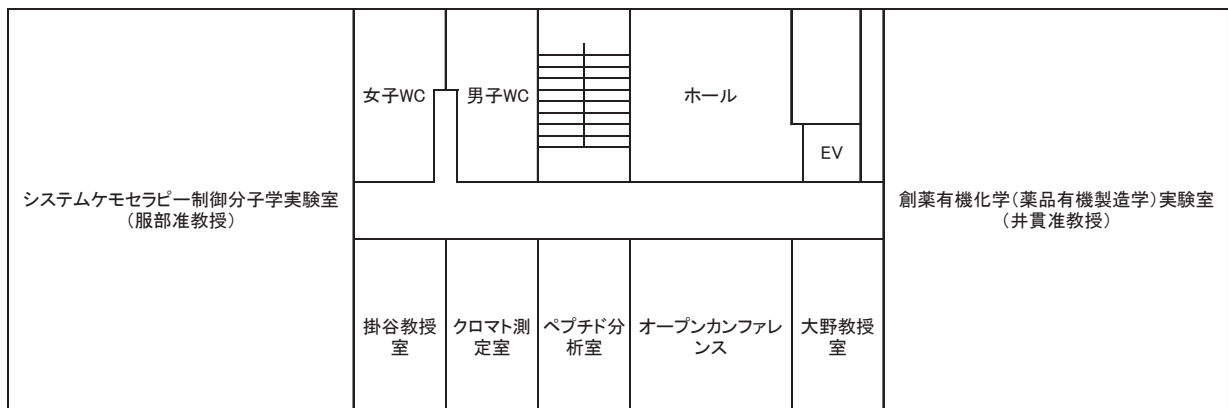 女子WC
男子WC
ホール
EV
システムケモセラピー制御分子学実験室
（服部准教授）
創薬有機化学（薬品有機製造学）実験室
（井貫准教授）
掛谷教授
室
クロマト測
定室
ペプチド分
析室
オープンカンファレ
ンス
大野教授
室